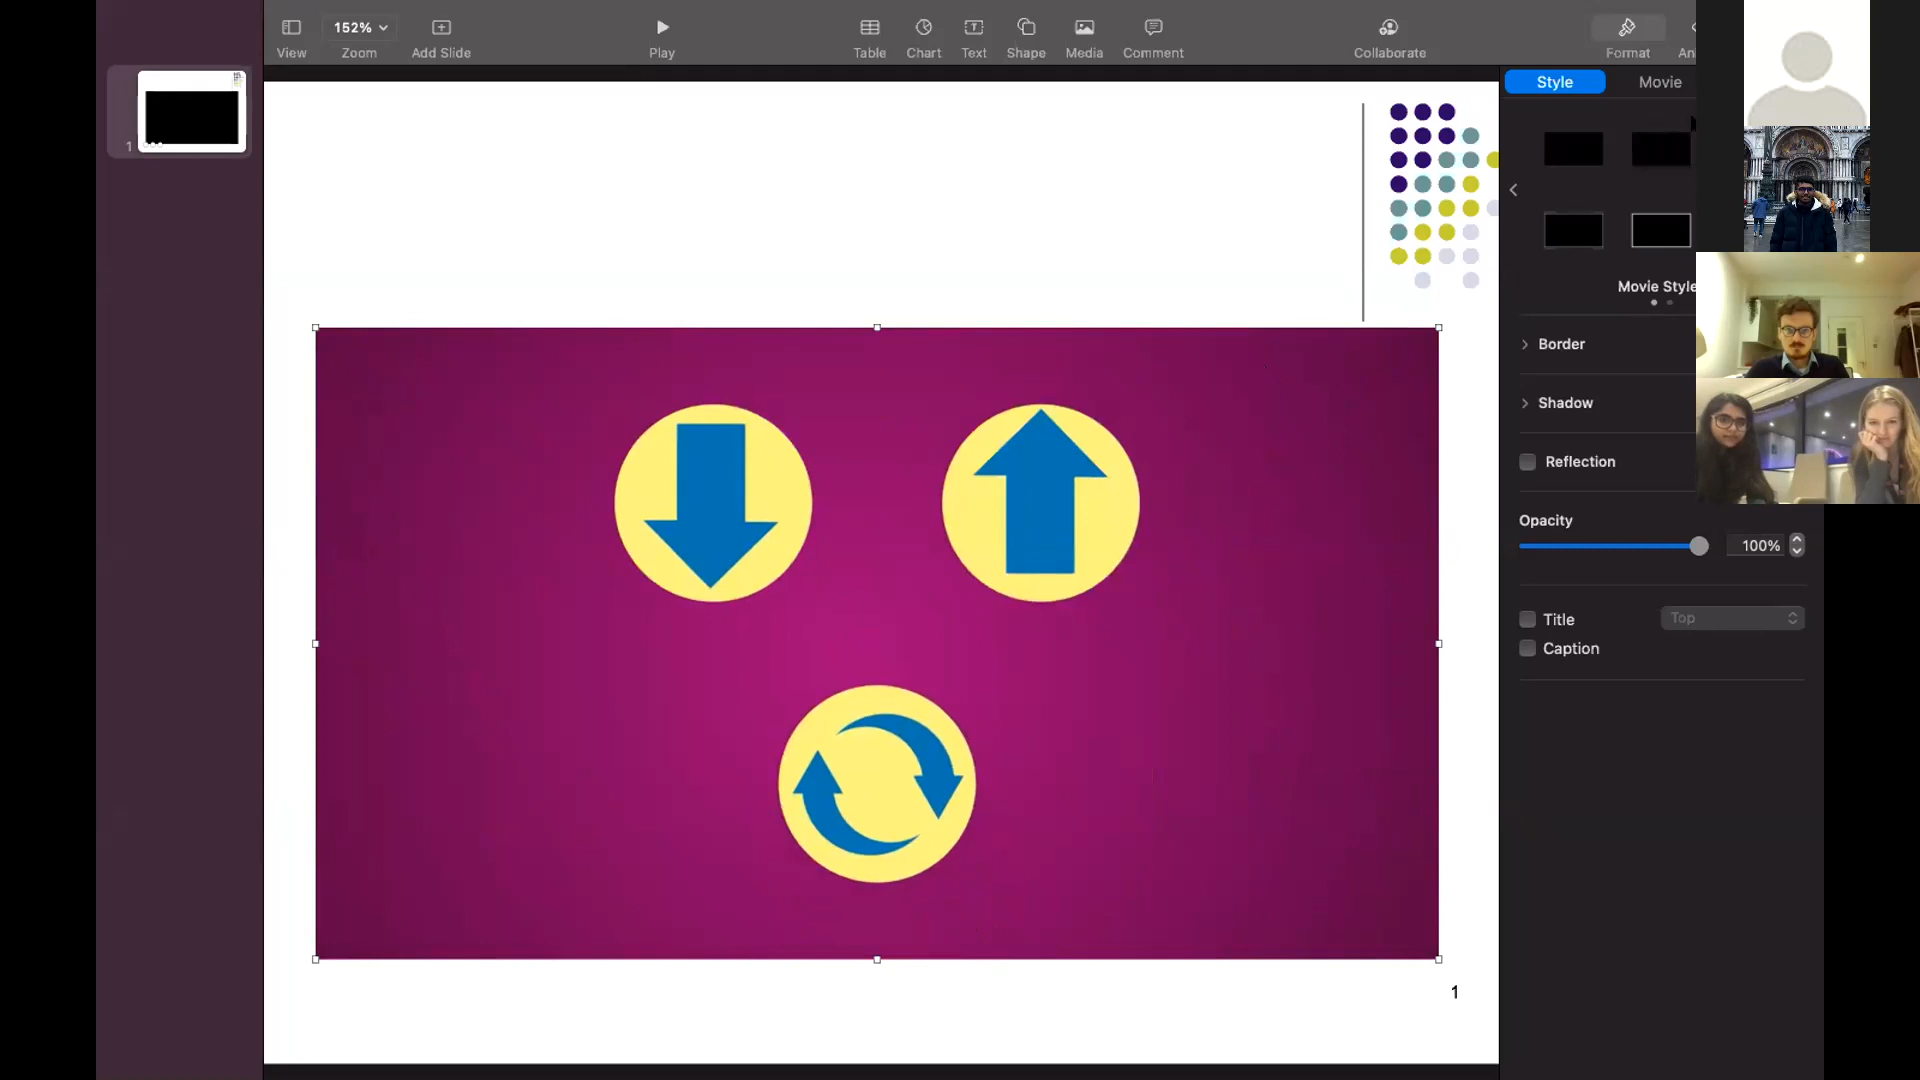 152%
View
Zoom
Add Slide
Play
Table
Chart
Text
Shape
Media
Comment
Collaborate
Format
Style
Movie
1
Movie Style
Border
Shadow
Reflection
Opacity
100%
Title
Top
Caption
1